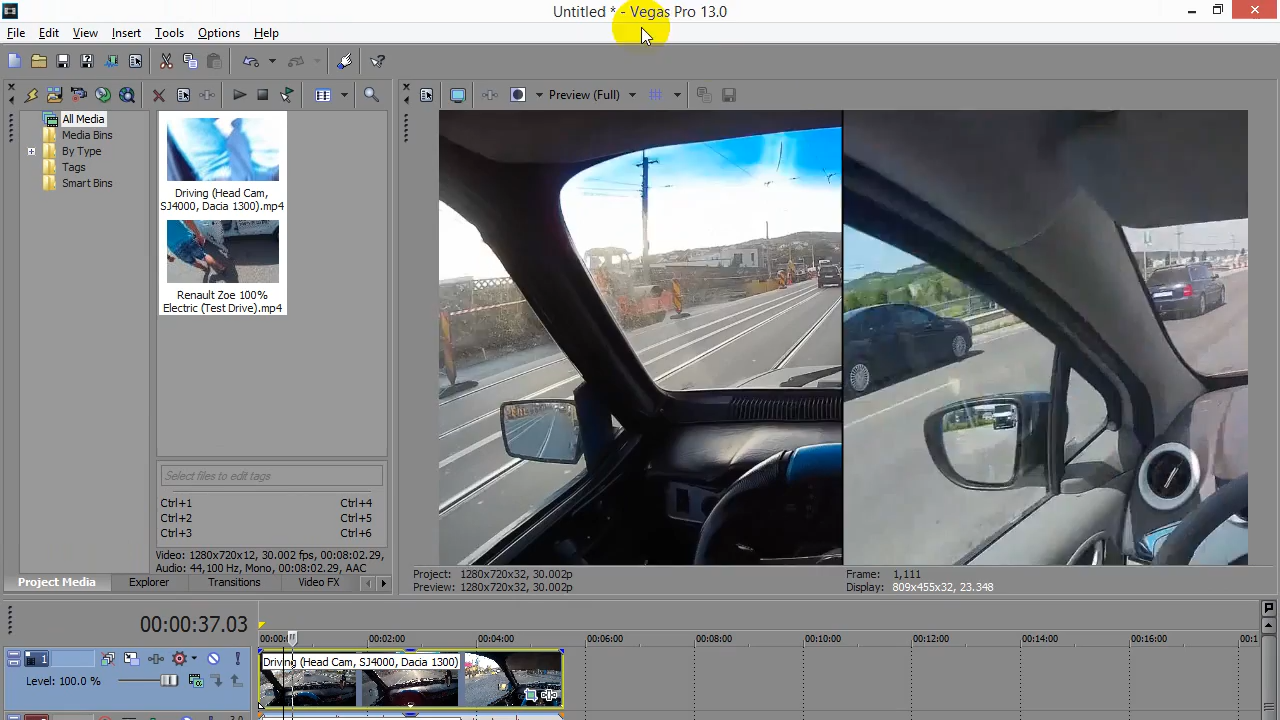 Untitled * - Vegas Pro 13.0
File Edit View Insert Tools Options Help
Preview (Full)
All Media
Media Bins
By Type
Tags
Smart Bins
Driving (Head Cam,
SJ4000, Dacia 1300).mp4
Renault Zoe 100%
Electric (Test Drive).mp4
Select files to edit tags
Ctrl+1 Ctrl+4
Ctrl+2 Ctrl+5
Ctrl+3 Ctrl+6
Video: 1280x720x12, 30.002 fps, 00:08:02.29,
Audio: 44,100 Hz, Mono, 00:08:02.29, AAC
Project Media Explorer Transitions Video FX
Project: 1280x720x32, 30.002p
Preview: 1280x720x32, 30.002p
Frame: 1,111
Display: 809x455x32, 23.348
00:00:37.03
00:02:00 00:04:00 00:06:00 00:08:00 00:10:00 00:12:00 00:14:00 00:16:00
1
Driving (Head Cam, SJ4000, Dacia 1300)
Level: 100.0 %